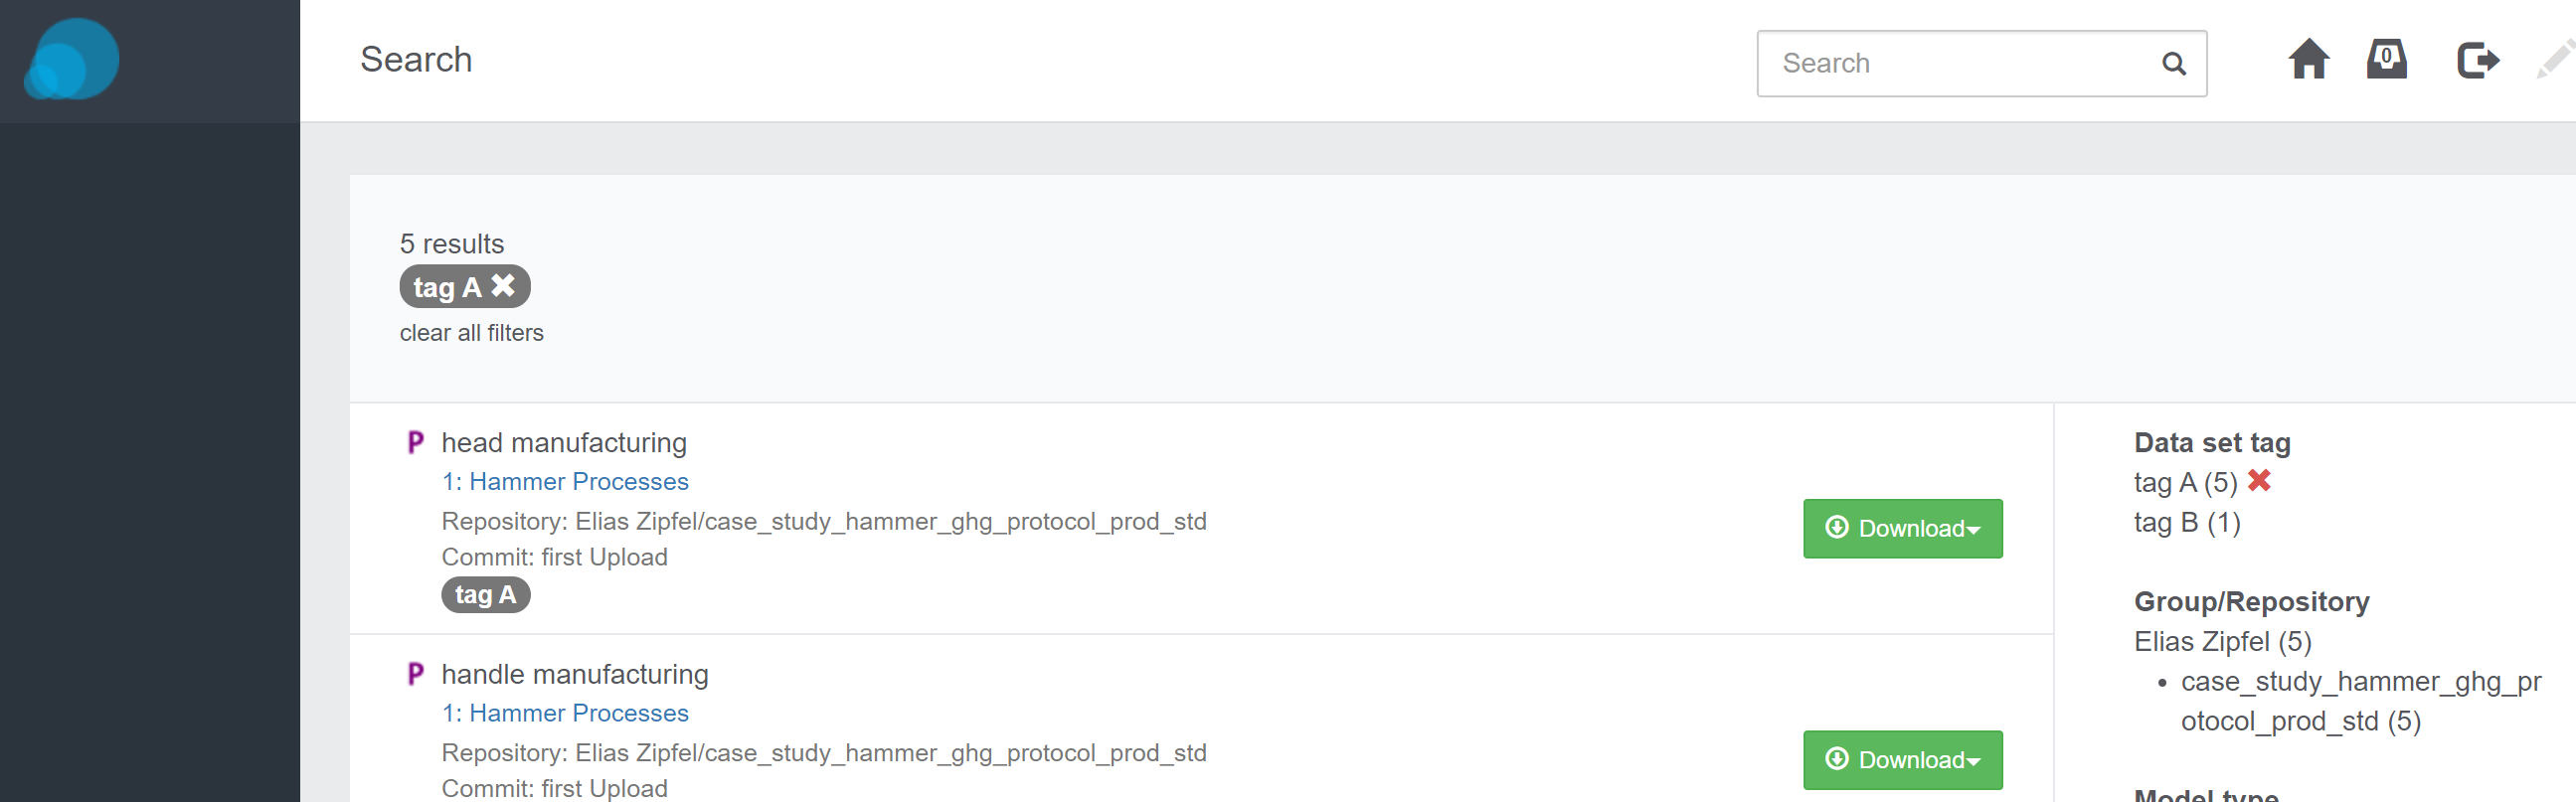 Search
Search
0
5 results
tag A
clear all filters
head manufacturing
1: Hammer Processes
Repository: Elias Zipfel/case_study_hammer_ghg_protocol_prod_std
Commit: first Upload
tag A
Download
handle manufacturing
1: Hammer Processes
Repository: Elias Zipfel/case_study_hammer_ghg_protocol_prod_std
Commit: first Upload
Download
Data set tag
tag A (5)
tag B (1)
Group/Repository
Elias Zipfel (5)
• case_study_hammer_ghg_pr
otocol_prod_std (5)
Model type